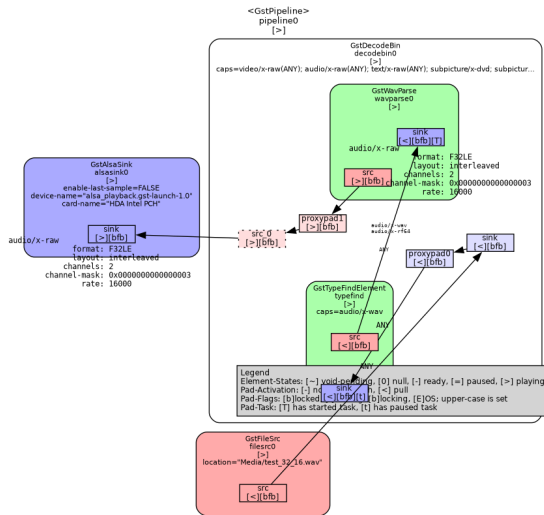 <GstPipeline>
pipeline0
[>]
GstDecodeBin
decodebin0
[>]
caps=video/x-raw(ANY); audio/x-raw(ANY); text/x-raw(ANY); subpicture/x-dvd; subpictur...
GstWavParse
wavparse0
[>]
sink
[<][bfb][T]
audio/x-raw
format: F32LE
layout: interleaved
channels: 2
channel-mask: 0x0000000000000003
rate: 16000
src
[>][bfb]
GstAlsaSink
alsasink0
[>]
enable-last-sample=FALSE
device-name="alsa_playback.gst-launch-1.0"
card-name="HDA Intel PCH"
sink
[>][bfb]
audio/x-raw
format: F32LE
layout: interleaved
channels: 2
channel-mask: 0x0000000000000003
rate: 16000
src_0
[>][bfb]
proxypad1
[>][bfb]
audio/x-wav
audio/x-rf64
ANY
sink
[<][bfb]
proxypad0
[<][bfb]
GstTypeFindElement
typefind
[>]
caps=audio/x-wav
ANY
src
[<][bfb]
ANY
sink
[<][bfb][t]
Legend
Element-States: [~] void-pending, [0] null, [-] ready, [=] paused, [>] playing
Pad-Activation: [-] [<] pull
Pad-Flags: [b]locked, [b]locking, [E]OS; upper-case is set
Pad-Task: [T] has started task, [t] has paused task
GstFileSrc
filesrc0
[>]
location="Media/test_32_16.wav"
src
[<][bfb]